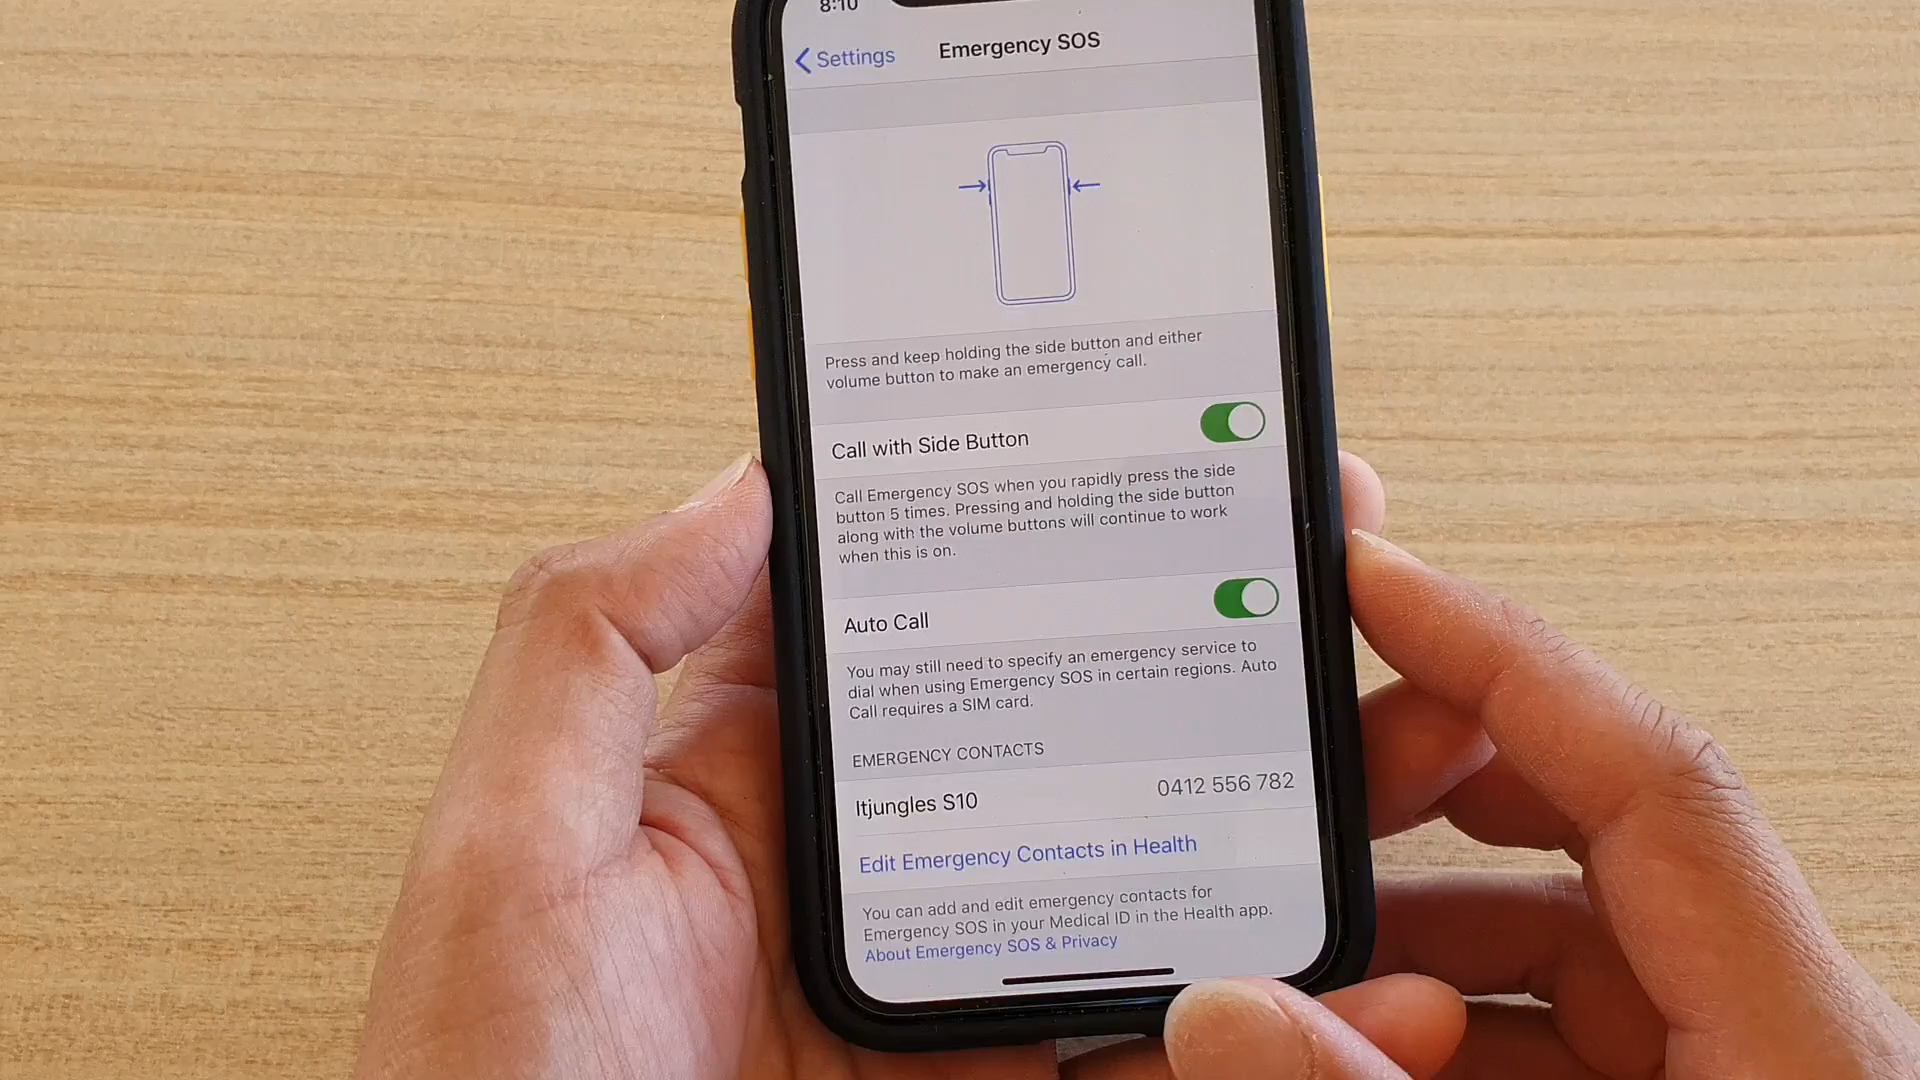 8:10
Settings
Emergency SOS
Press and keep holding the side button and either
volume button to make an emergency call.
Call with Side Button
Call Emergency SOS when you rapidly press the side
button 5 times. Pressing and holding the side button
along with the volume buttons will continue to work
when this is on.
Auto Call
You may still need to specify an emergency service to
dial when using Emergency SOS in certain regions. Auto
Call requires a SIM card.
EMERGENCY CONTACTS
Itjungles S10 0412 556 782
Edit Emergency Contacts in Health
You can add and edit emergency contacts for
Emergency SOS in your Medical ID in the Health app.
About Emergency SOS & Privacy